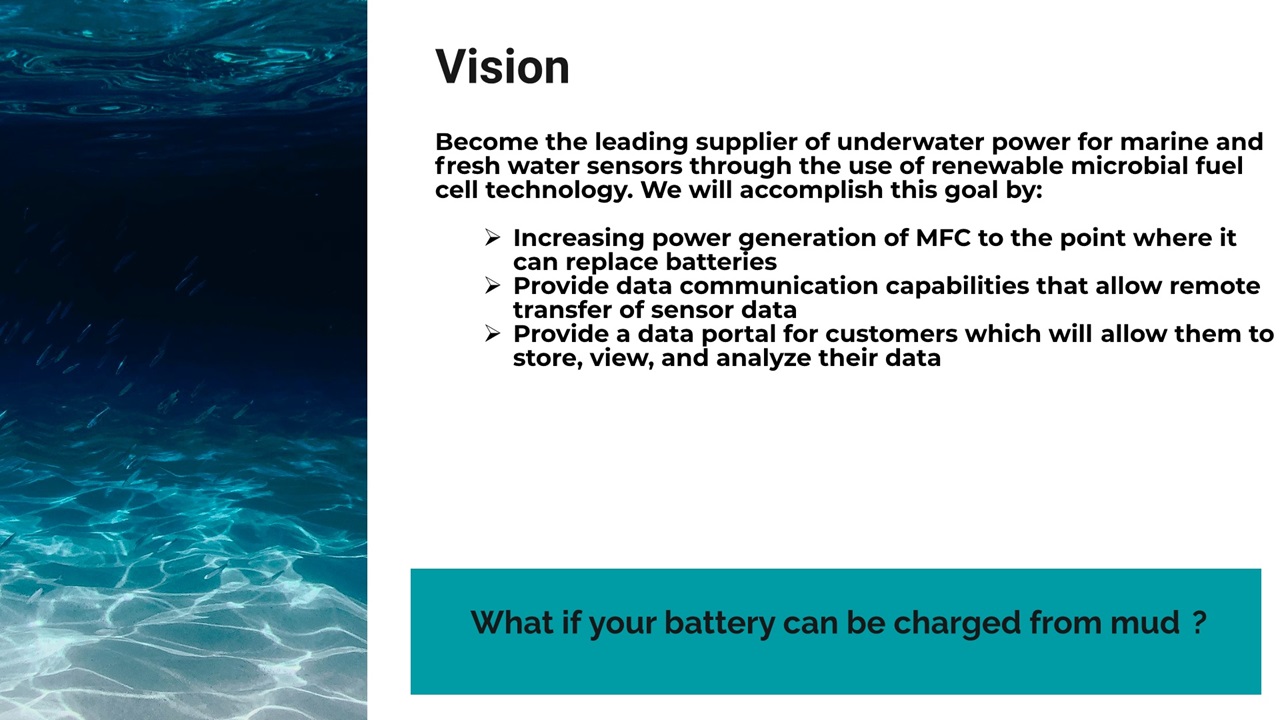 Vision
Become the leading supplier of underwater power for marine and
fresh water sensors through the use of renewable microbial fuel
cell technology. We will accomplish this goal by:
➢ Increasing power generation of MFC to the point where it
can replace batteries
➢ Provide data communication capabilities that allow remote
transfer of sensor data
➢ Provide a data portal for customers which will allow them to
store, view, and analyze their data
What if your battery can be charged from mud ?